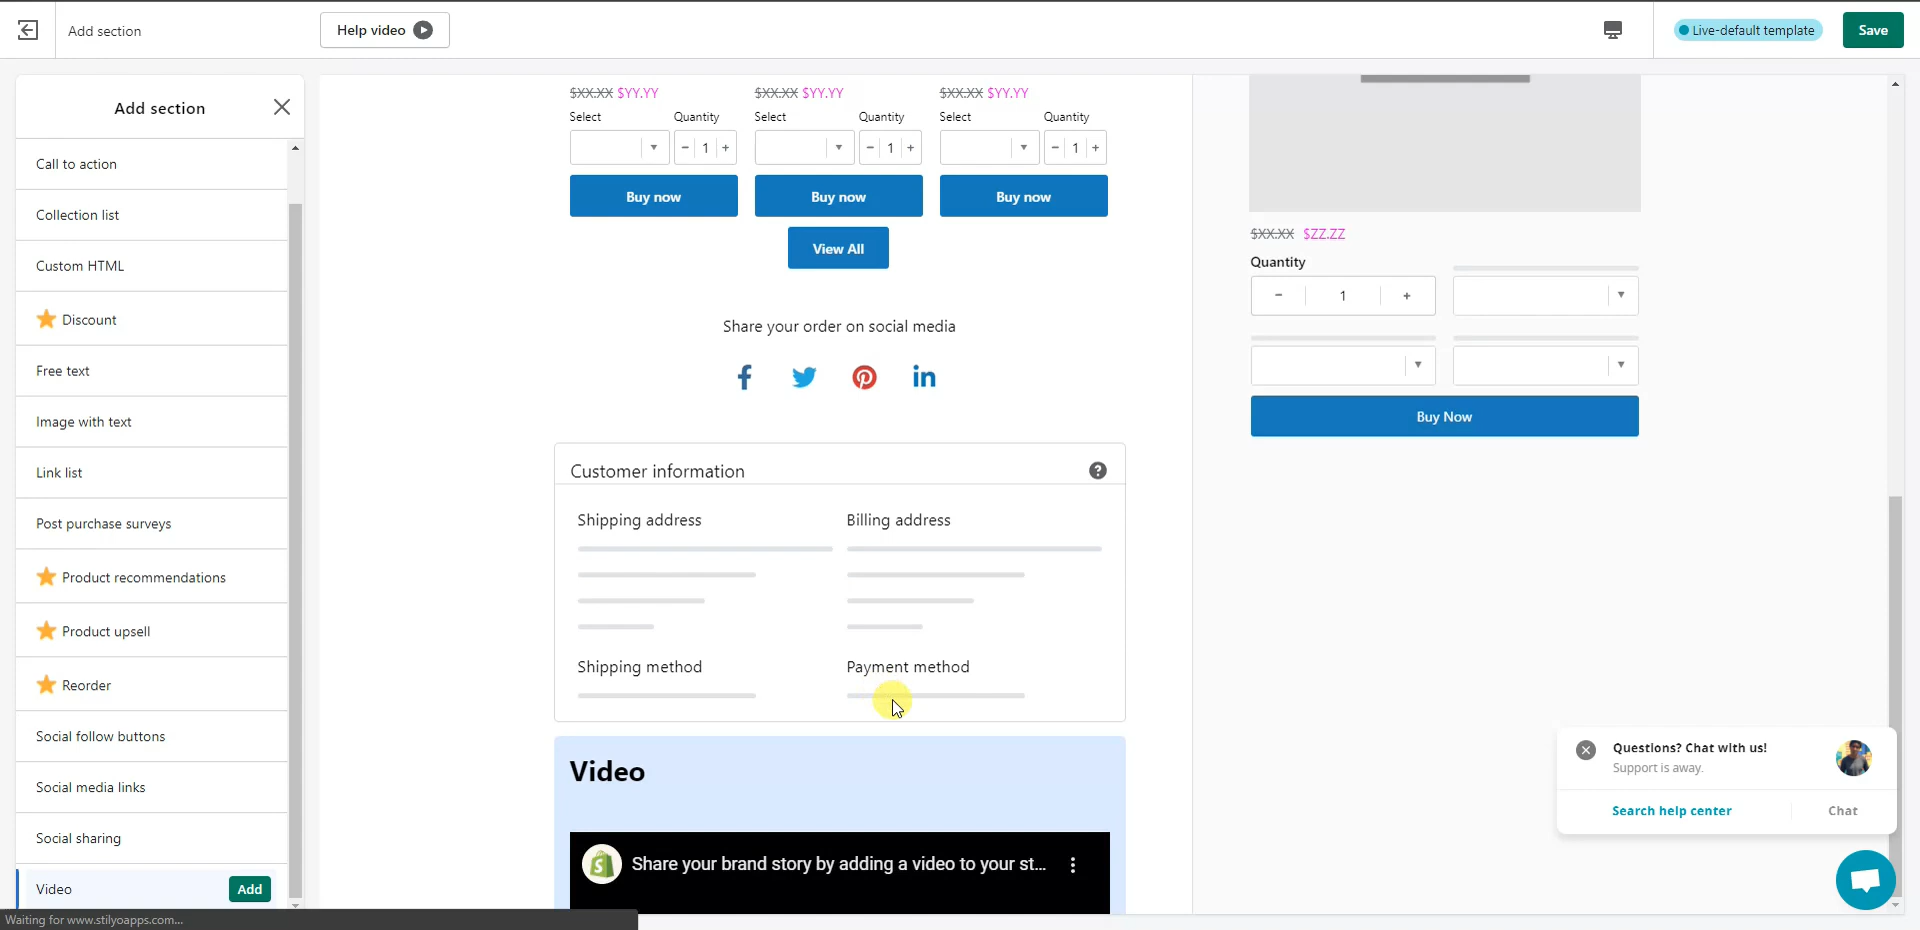 Add section
Help video
Live-default template
Save
Add section
Call to action
Collection list
Custom HTML
Discount
Free text
Image with text
Link list
Post purchase surveys
Product recommendations
Product upsell
Reorder
Social follow buttons
Social media links
Social sharing
Video
Add
Waiting for www.stilyoapps.com...
$XX.XX $YY.YY
$XX.XX $YY.YY
$XX.XX $YY.YY
Select Quantity
Select Quantity
Select Quantity
- 1 +
- 1 +
- 1 +
Buy now
Buy now
Buy now
View All
Share your order on social media
Customer information
?
Shipping address
Billing address
Shipping method
Payment method
Video
Share your brand story by adding a video to your st...
$XX.XX $ZZ.ZZ
Quantity
- 1 +
Buy Now
Questions? Chat with us!
Support is away.
Search help center
Chat